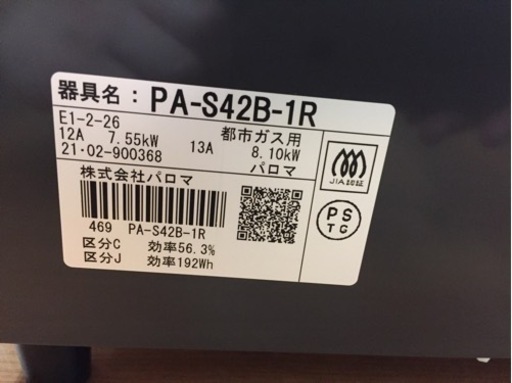 器具名：PA-S42B-1R
E1-2-26
都市ガス用
12A 7.55kW 13A 8.10kW
21・02-900368 パロマ
株式会社パロマ
469 PA-S42B-1R
区分C 効率56.3%
区分J 効率192Wh
JIA認証
PS
TG